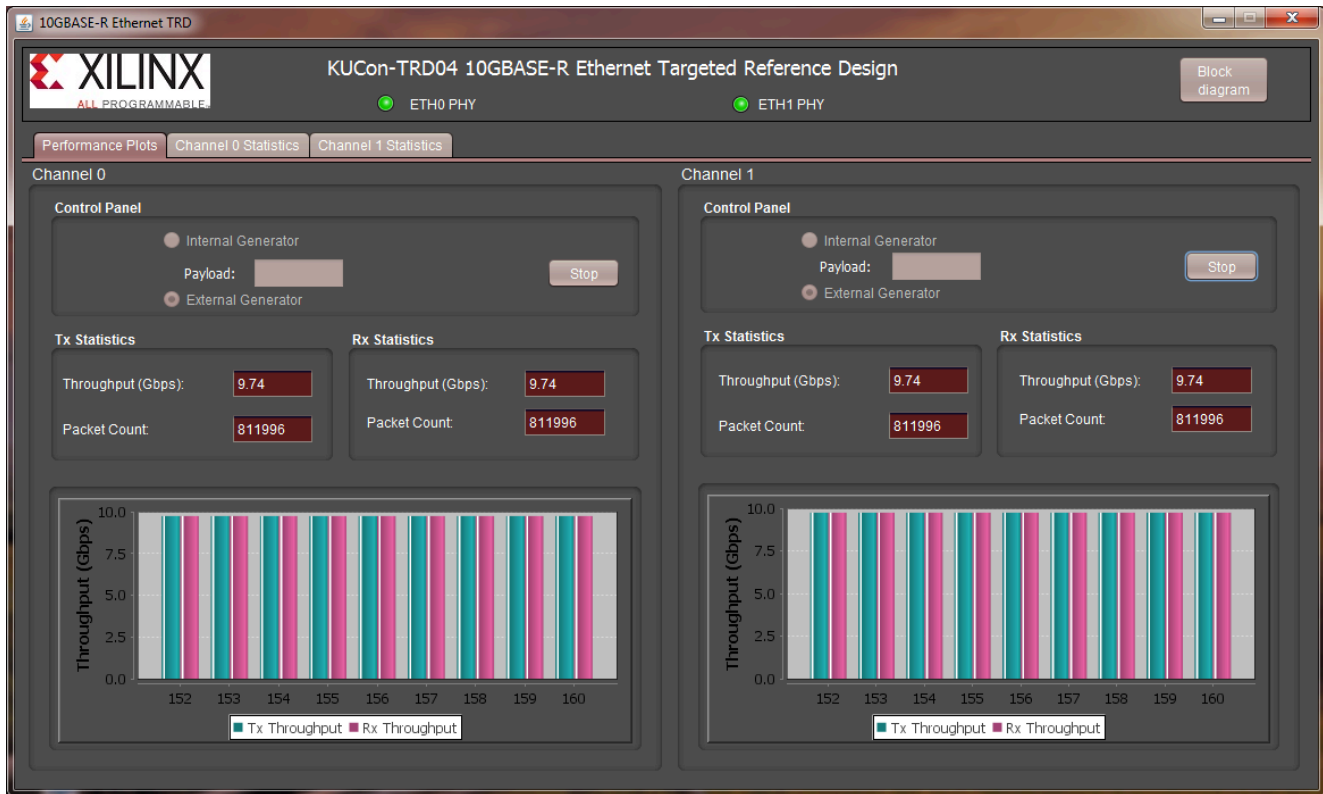 10GBASE-R Ethernet TRD
XILINX
ALL PROGRAMMABLE
KUCon-TRD04 10GBASE-R Ethernet Targeted Reference Design
ETH0 PHY
ETH1 PHY
Block
diagram
Performance Plots
Channel 0 Statistics
Channel 1 Statistics
Channel 0
Control Panel
Internal Generator
Payload:
Stop
External Generator
Tx Statistics
Throughput (Gbps): 9.74
Packet Count: 811996
Rx Statistics
Throughput (Gbps): 9.74
Packet Count: 811996
Throughput (Gbps)
10.0
7.5
5.0
2.5
0.0
152 153 154 155 156 157 158 159 160
Tx Throughput Rx Throughput
Channel 1
Control Panel
Internal Generator
Payload:
Stop
External Generator
Tx Statistics
Throughput (Gbps): 9.74
Packet Count: 811996
Rx Statistics
Throughput (Gbps): 9.74
Packet Count: 811996
Throughput (Gbps)
10.0
7.5
5.0
2.5
0.0
152 153 154 155 156 157 158 159 160
Tx Throughput Rx Throughput